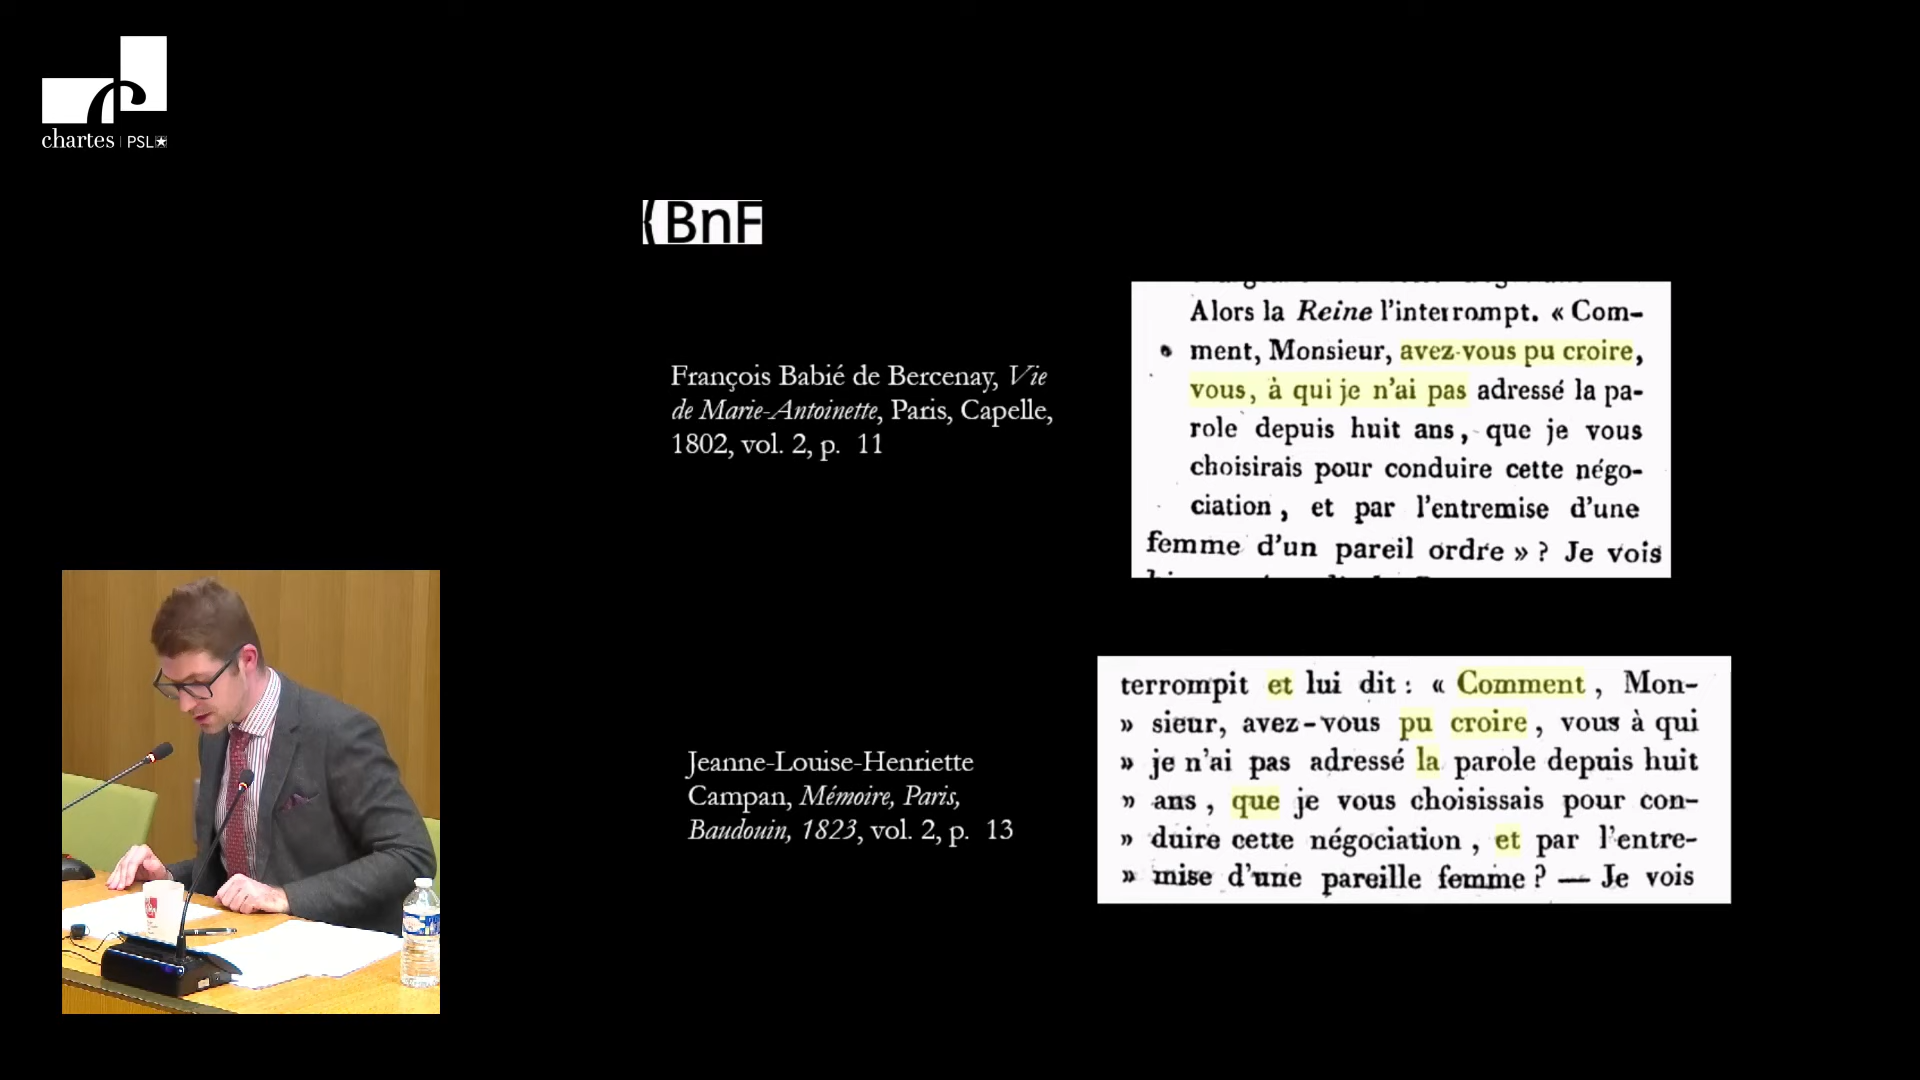 chartes | PSL★
BnF
François Babié de Bercenay, Vie
de Marie-Antoinette, Paris, Capelle,
1802, vol. 2, p. 11
Alors la Reine l'interrompt. « Com-
ment, Monsieur, avez-vous pu croire,
vous, à qui je n'ai pas adressé la pa-
role depuis huit ans, que je vous
choisirais pour conduire cette négo-
ciation, et par l'entremise d'une
femme d'un pareil ordre » ? Je vois
Jeanne-Louise-Henriette
Campan, Mémoire, Paris,
Baudouin, 1823, vol. 2, p. 13
terrompit et lui dit : « Comment, Mon-
» sieur, avez-vous pu croire, vous à qui
» je n'ai pas adressé la parole depuis huit
» ans, que je vous choisissais pour con-
» duire cette négociation, et par l'entre-
» mise d'une pareille femme ? — Je vois